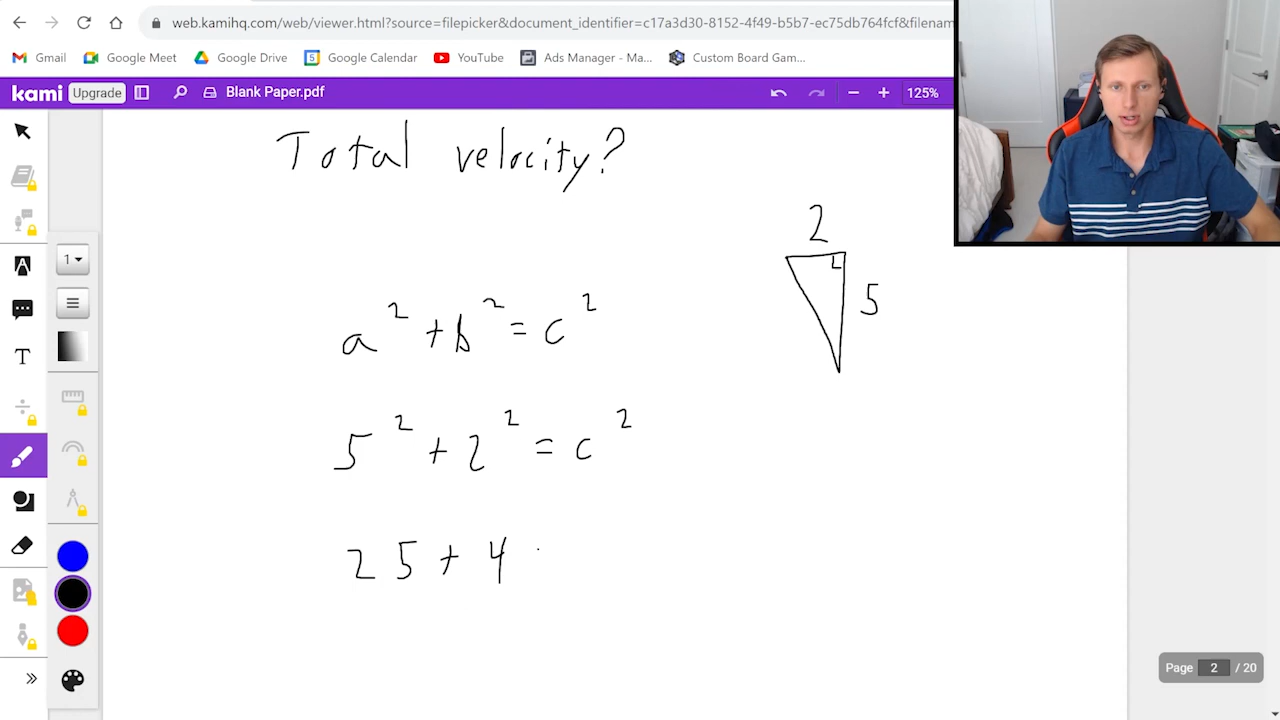 web.kamihq.com/web/viewer.html?source=filepicker&document_identifier=c17a3d30-8152-4f49-b5b7-ec75db764fcf&filenam
Gmail Google Meet Google Drive 5 Google Calendar YouTube Ads Manager - Ma... Custom Board Gam...
kami Upgrade Blank Paper.pdf 125%
Total velocity?
2
5
a² + b² = c²
5² + 2² = c²
25 + 4
1
T
Page 2 / 20